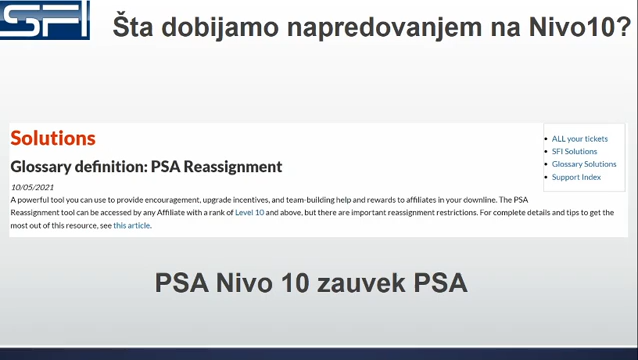 SFI
Šta dobijamo napredovanjem na Nivo10?
Solutions
Glossary definition: PSA Reassignment
10/05/2021
A powerful tool you can use to provide encouragement, upgrade incentives, and team-building help and rewards to affiliates in your downline. The PSA
Reassignment tool can be accessed by any Affiliate with a rank of Level 10 and above, but there are important reassignment restrictions. For complete details and tips to get the
most out of this resource, see this article.
• ALL your tickets
• SFI Solutions
• Glossary Solutions
• Support Index
PSA Nivo 10 zauvek PSA